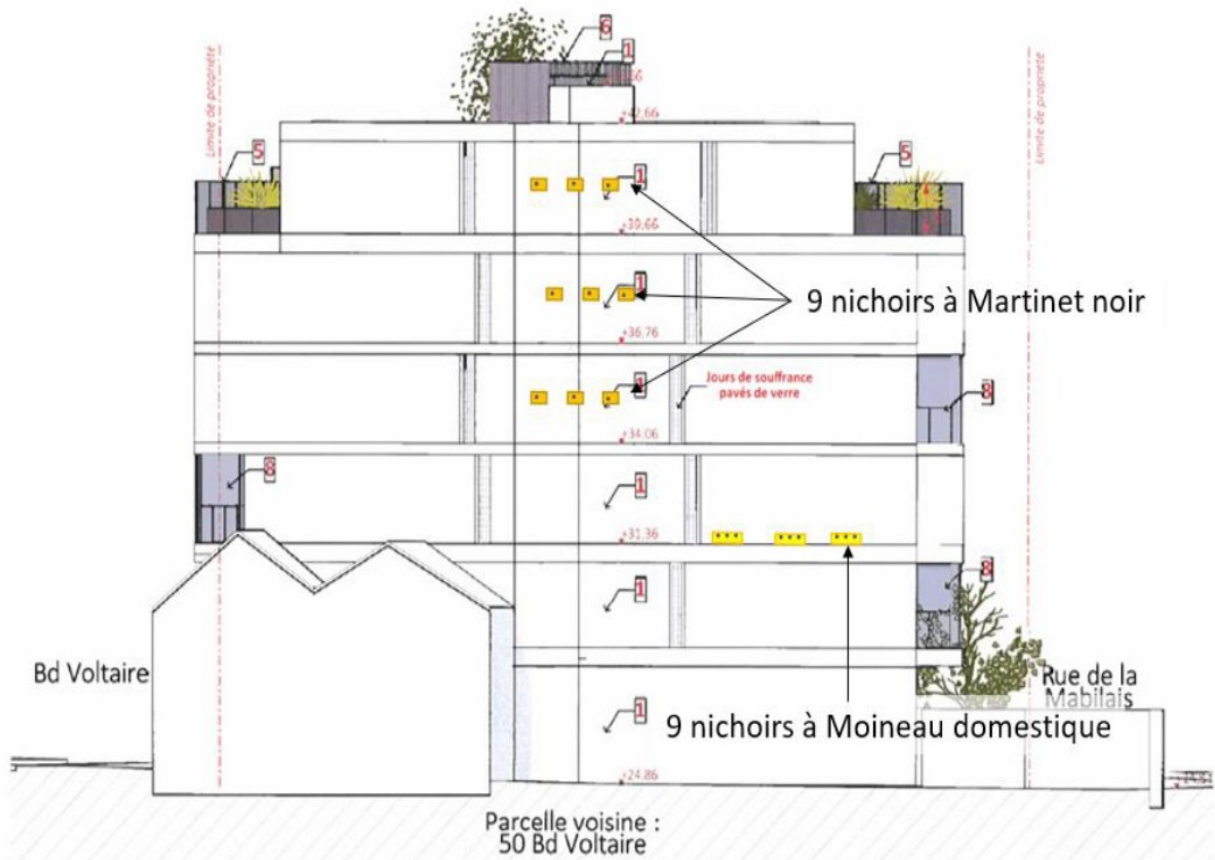 6
1
+42.66
Limite de propriété
Limite de propriété
5
5
1
+39.66
1
9 nichoirs à Martinet noir
+36.76
1
Jours de souffrance
pavés de verre
8
+34.06
8
1
+31.36
1
8
Bd Voltaire
Rue de la
Mabilais
1
9 nichoirs à Moineau domestique
+24.86
Parcelle voisine :
50 Bd Voltaire